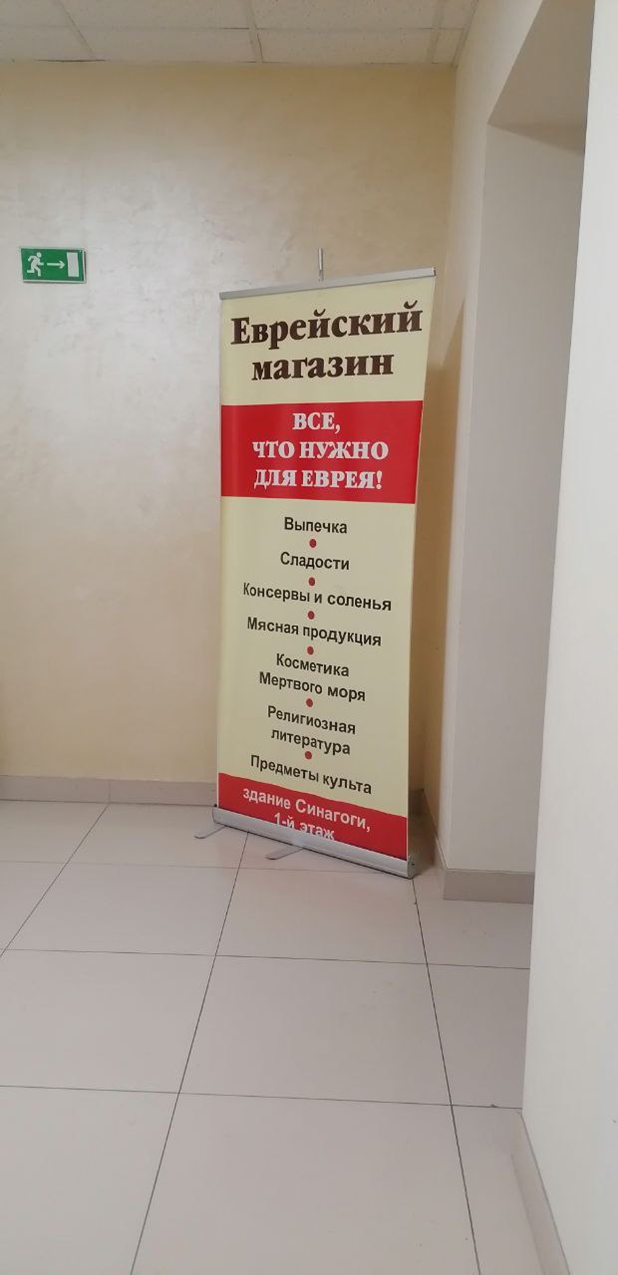 Еврейский
магазин
ВСЕ,
ЧТО НУЖНО
ДЛЯ ЕВРЕЯ!
Выпечка
Сладости
Консервы и соленья
Мясная продукция
Косметика
Мертвого моря
Религиозная
литература
Предметы культа
здание Синагоги,
1-й этаж